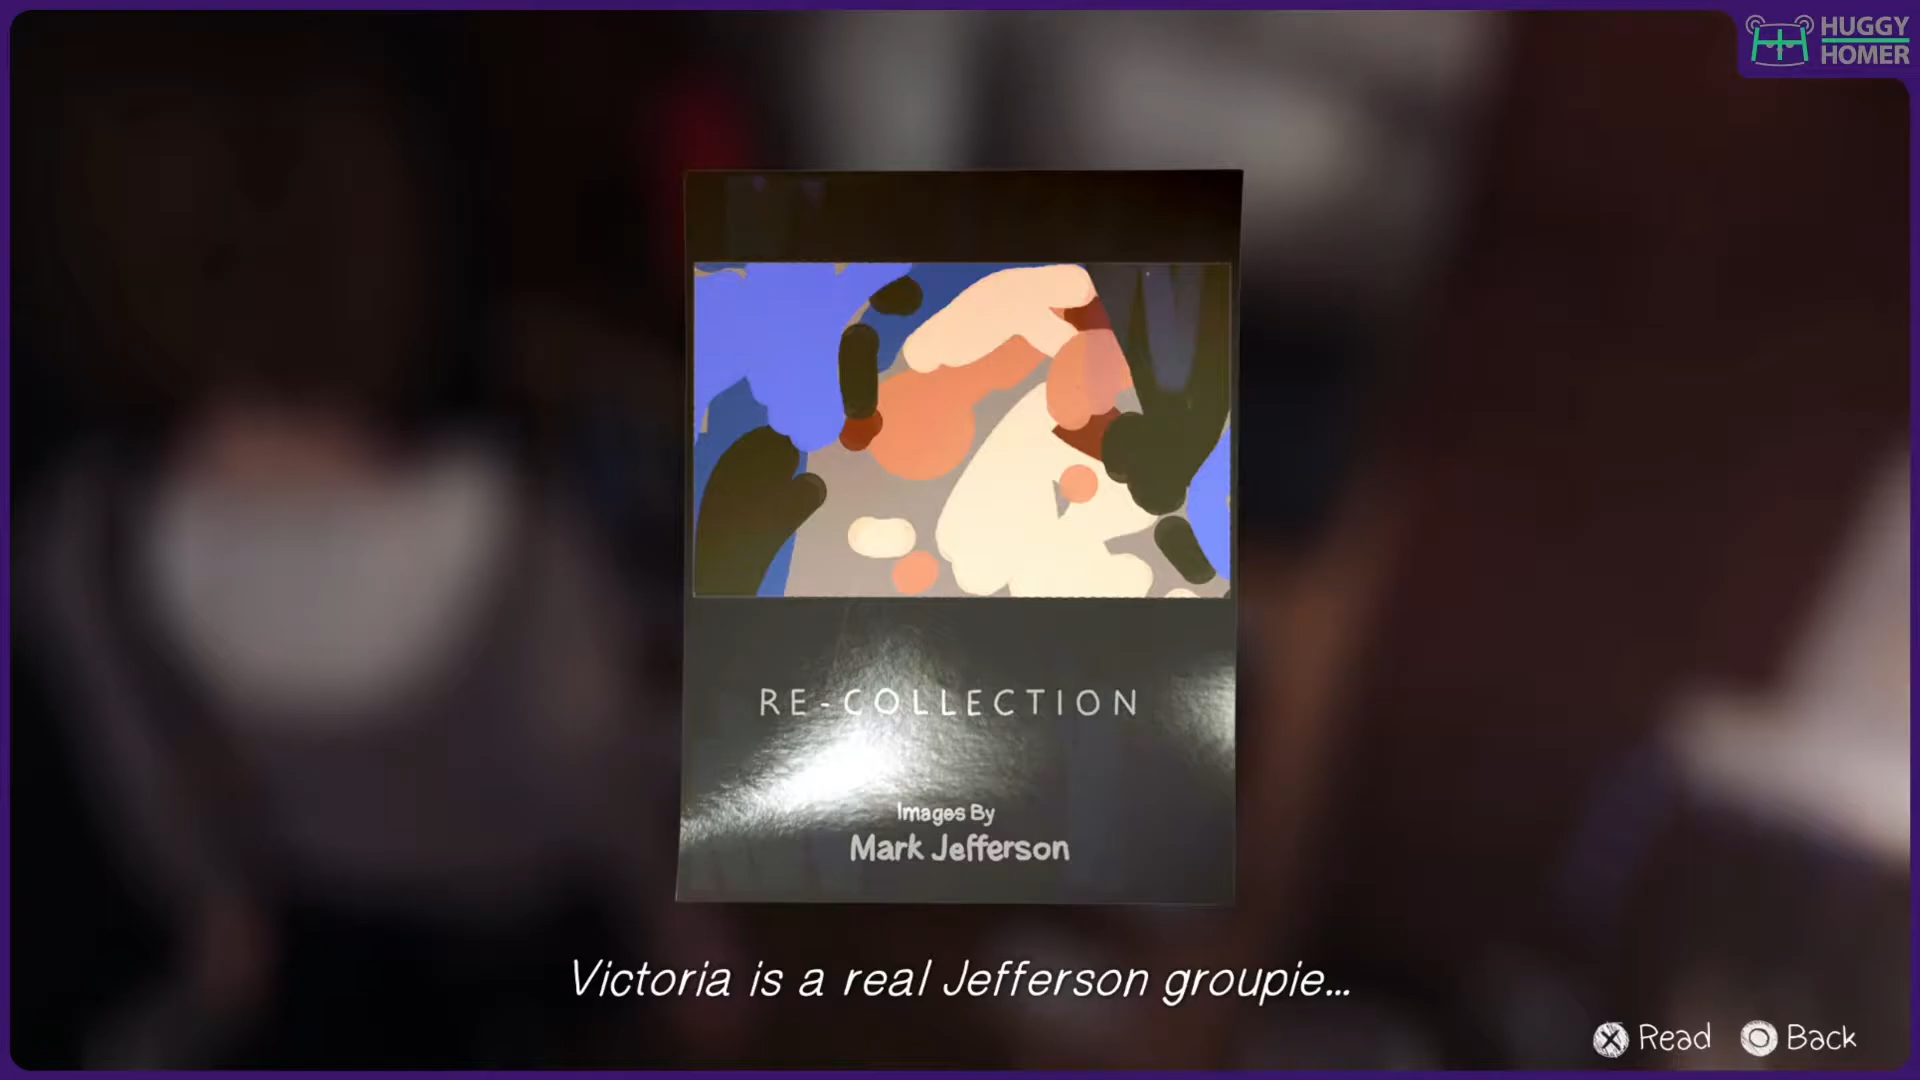 HUGGY
HOMER
RE-COLLECTION
Images By
Mark Jefferson
Victoria is a real Jefferson groupie...
Read Back